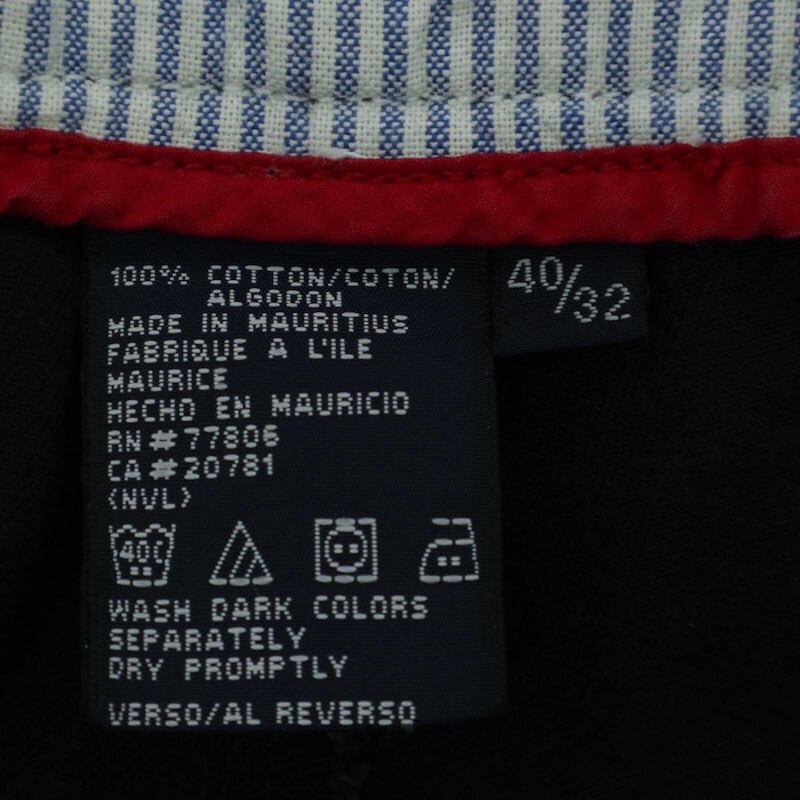 100% COTTON/COTON/
ALGODON
MADE IN MAURITIUS
FABRIQUE A L'ILE
MAURICE
HECHO EN MAURICIO
RN#77806
CA#20781
(NVL)
40C
WASH DARK COLORS
SEPARATELY
DRY PROMPTLY
VERSO/AL REVERSO
40/32